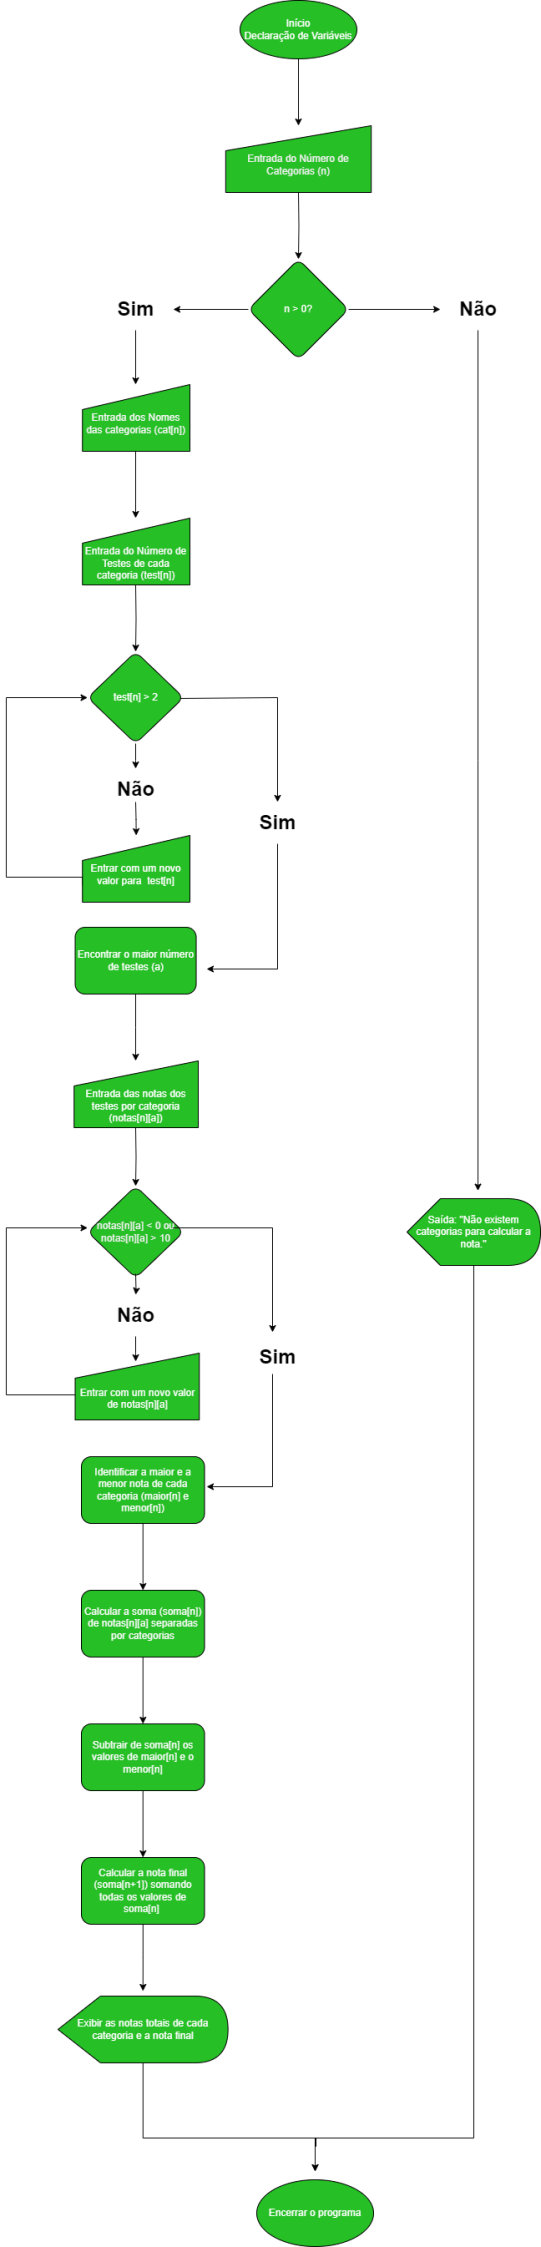 Início
Declaração de Variáveis
Entrada do Número de
Categorias (n)
n > 0?
Sim
Não
Entrada dos Nomes
das categorias (cat[n])
Entrada do Número de
Testes de cada
categoria (test[n])
test[n] > 2
Não
Sim
Entrar com um novo
valor para test[n]
Encontrar o maior número
de testes (a)
Entrada das notas dos
testes por categoria
(notas[n][a])
notas[n][a] < 0 ou
notas[n][a] > 10
Saída: "Não existem
categorias para calcular a
nota."
Não
Sim
Entrar com um novo valor
de notas[n][a]
Identificar a maior e a
menor nota de cada
categoria (maior[n] e
menor[n])
Calcular a soma (soma[n])
de notas[n][a] separadas
por categorias
Subtrair de soma[n] os
valores de maior[n] e o
menor[n]
Calcular a nota final
(soma[n+1]) somando
todas os valores de
soma[n]
Exibir as notas totais de cada
categoria e a nota final
Encerrar o programa